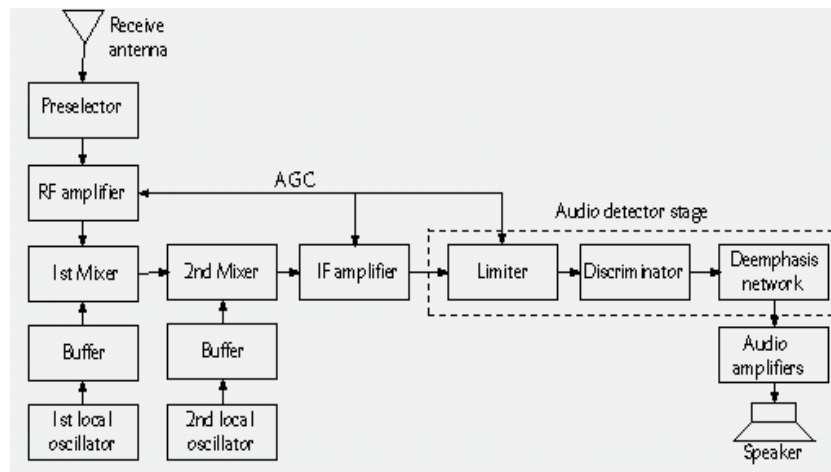 Receive
antenna
Preselector
RF amplifier
AGC
Audio detector stage
1st Mixer
2nd Mixer
IF amplifier
Limiter
Discriminator
Deemphasis
network
Buffer
Buffer
Audio
amplifiers
1st local
oscillator
2nd local
oscillator
Speaker